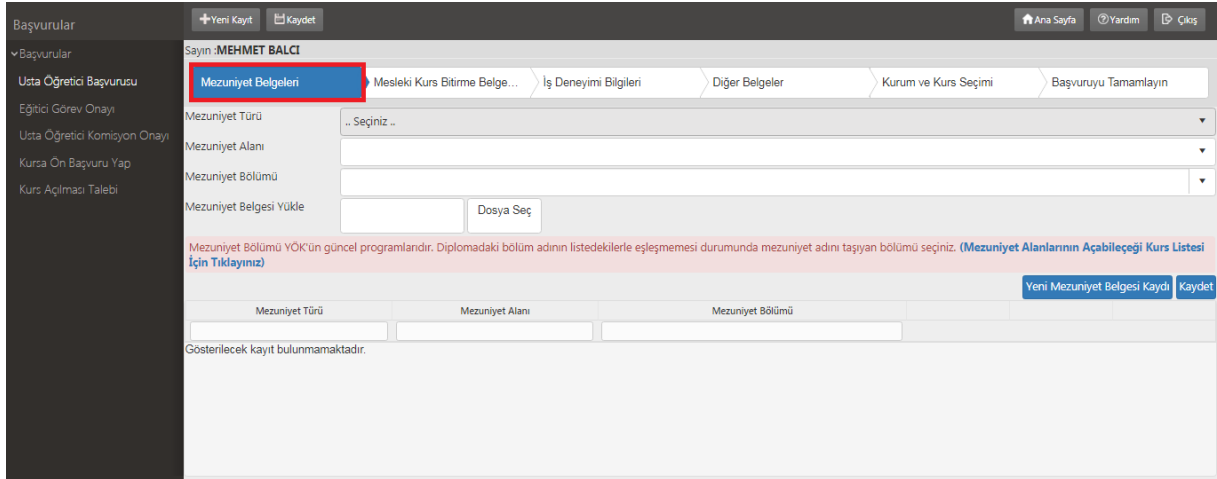 Başvurular
Yeni Kayıt Kaydet Ana Sayfa Yardım Çıkış
Başvurular
Usta Öğretici Başvurusu
Eğitici Görev Onayı
Usta Öğretici Komisyon Onayı
Kursa Ön Başvuru Yap
Kurs Açılması Talebi
Sayın :MEHMET BALCI
Mezuniyet Belgeleri Mesleki Kurs Bitirme Belge... İş Deneyimi Bilgileri Diğer Belgeler Kurum ve Kurs Seçimi Başvuruyu Tamamlayın
Mezuniyet Türü .. Seçiniz ..
Mezuniyet Alanı
Mezuniyet Bölümü
Mezuniyet Belgesi Yükle Dosya Seç
Mezuniyet Bölümü YÖK'ün güncel programlarıdır. Diplomadaki bölüm adının listedekilerle eşleşmemesi durumunda mezuniyet adını taşıyan bölümü seçiniz. (Mezuniyet Alanlarının Açabileçeği Kurs Listesi
İçin Tıklayınız)
Yeni Mezuniyet Belgesi Kaydı Kaydet
Mezuniyet Türü Mezuniyet Alanı Mezuniyet Bölümü
Gösterilecek kayıt bulunmamaktadır.